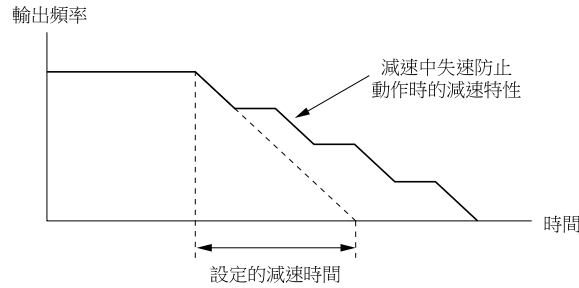 輸出頻率
減速中失速防止
動作時的減速特性
時間
設定的減速時間